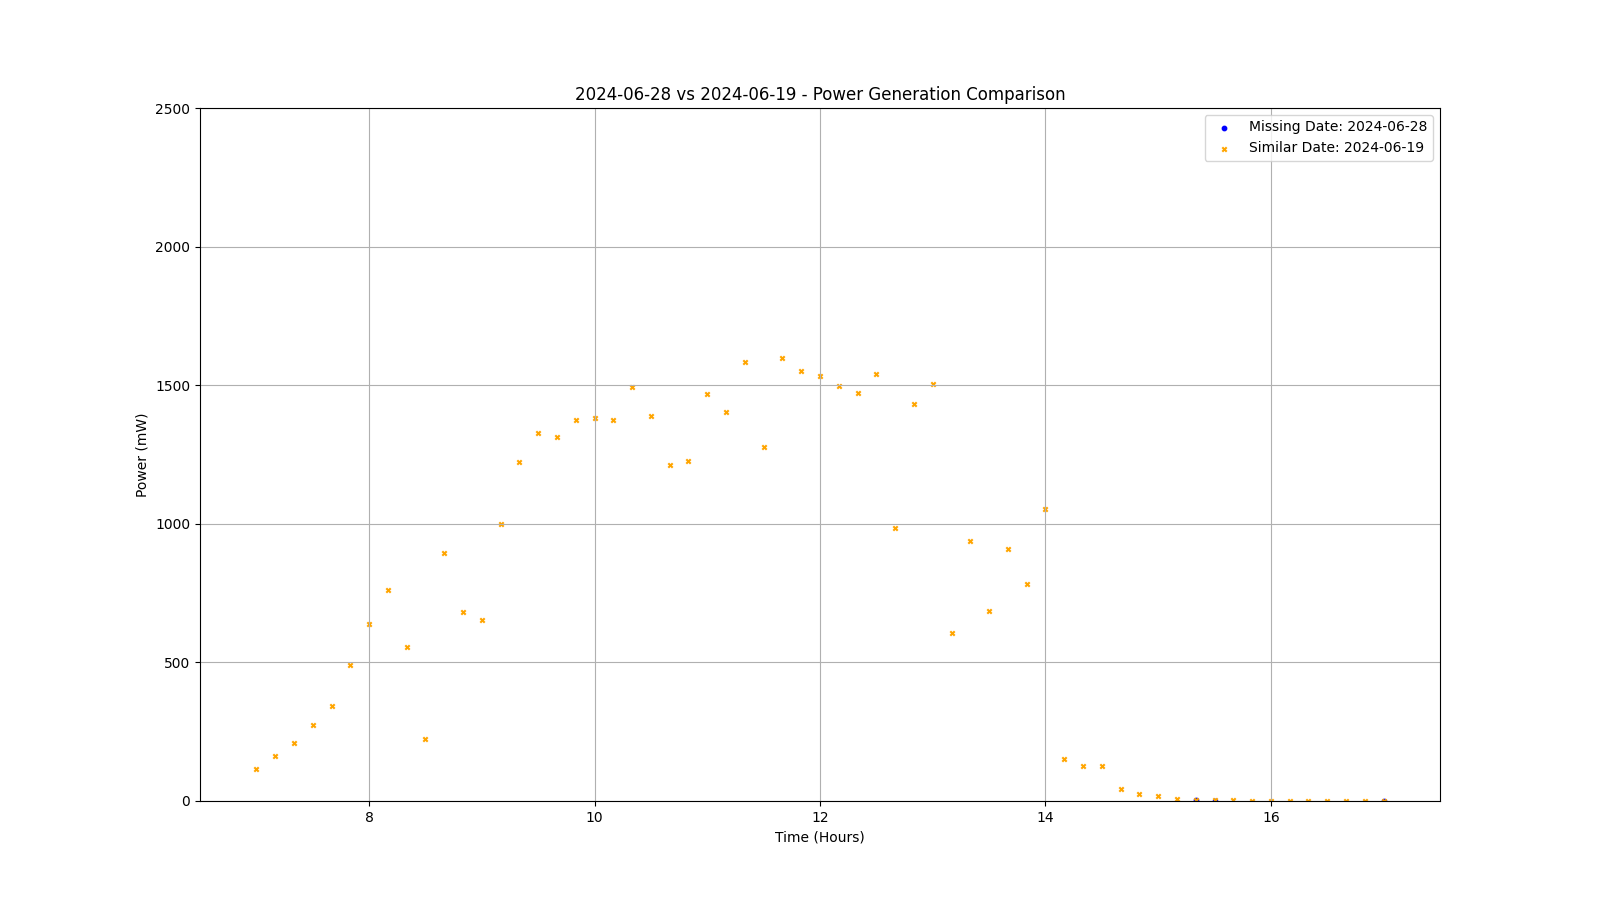 2024-06-28 vs 2024-06-19 - Power Generation Comparison
Missing Date: 2024-06-28
Similar Date: 2024-06-19
2500
2000
1500
1000
500
0
Power (mW)
8 10 12 14 16
Time (Hours)